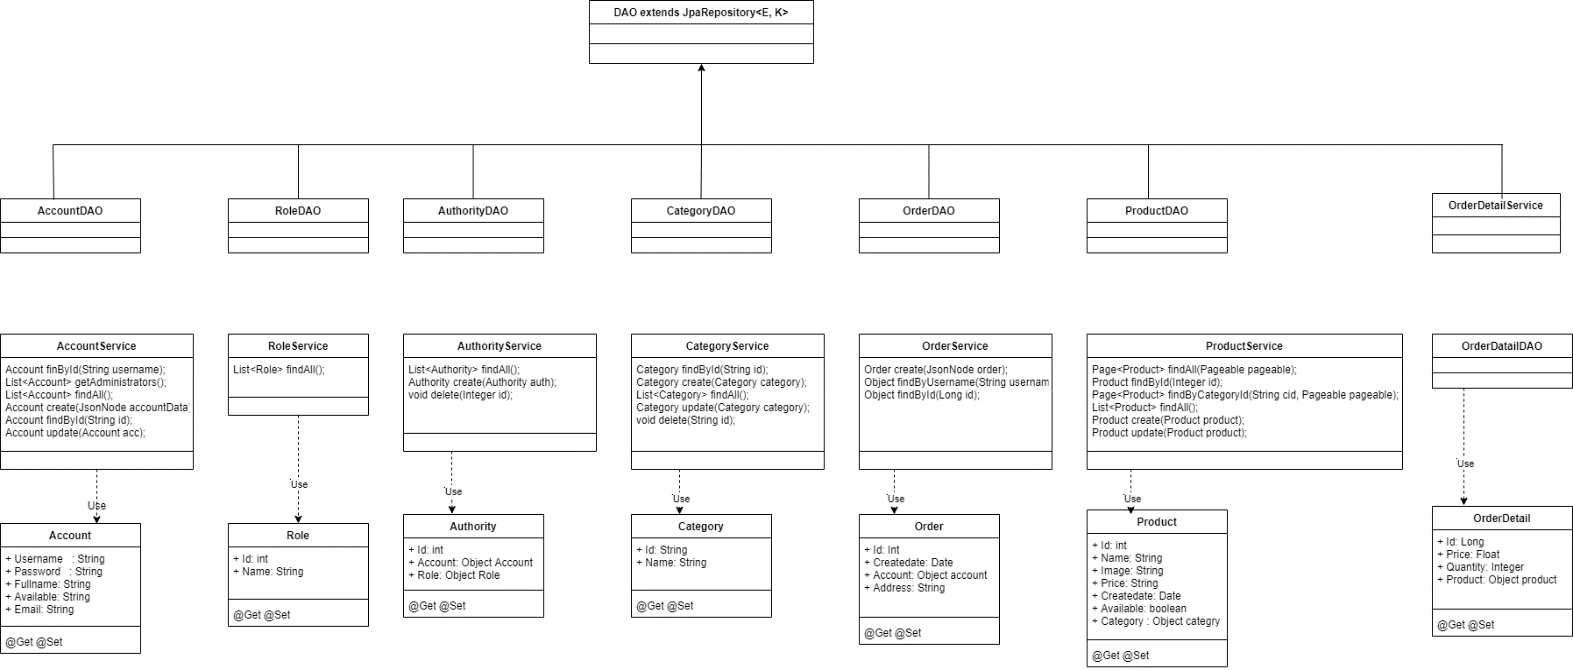 DAO extends JpaRepository<E, K>
AccountDAO
RoleDAO
AuthorityDAO
CategoryDAO
OrderDAO
ProductDAO
OrderDetailService
AccountService
Account finById(String username);
List<Account> getAdministrators();
List<Account> findAll();
Account create(JsonNode accountData)
Account findById(String id);
Account update(Account acc);
RoleService
List<Role> findAll();
AuthorityService
List<Authority> findAll();
Authority create(Authority auth);
void delete(Integer id);
CategoryService
Category findById(String id);
Category create(Category category);
List<Category> findAll();
Category update(Category category);
void delete(String id);
OrderService
Order create(JsonNode order);
Object findByUsername(String usernam
Object findById(Long id);
ProductService
Page<Product> findAll(Pageable pageable);
Product findById(Integer id);
Page<Product> findByCategoryId(String cid, Pageable pageable);
List<Product> findAll();
Product create(Product product);
Product update(Product product);
OrderDatailDAO
Use
Use
Use
Use
Use
Use
Use
Account
+ Username : String
+ Password : String
+ Fullname: String
+ Available: String
+ Email: String
@Get @Set
Role
+ Id: int
+ Name: String
@Get @Set
Authority
+ Id: int
+ Account: Object Account
+ Role: Object Role
@Get @Set
Category
+ Id: String
+ Name: String
@Get @Set
Order
+ Id: Int
+ Createdate: Date
+ Account: Object account
+ Address: String
@Get @Set
Product
+ Id: int
+ Name: String
+ Image: String
+ Price: String
+ Createdate: Date
+ Available: boolean
+ Category : Object categry
@Get @Set
OrderDetail
+ Id: Long
+ Price: Float
+ Quantity: Integer
+ Product: Object product
@Get @Set